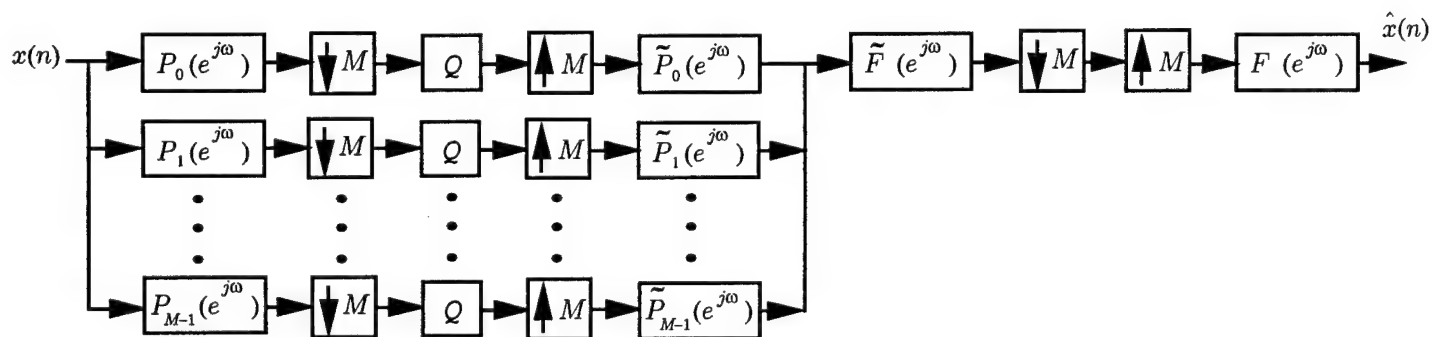 x(n) P_0(e^{jω}) ↓M Q ↑M P̃_0(e^{jω}) F̃ (e^{jω}) ↓M ↑M F (e^{jω}) x̂(n)
P_1(e^{jω}) ↓M Q ↑M P̃_1(e^{jω})
P_{M-1}(e^{jω}) ↓M Q ↑M P̃_{M-1}(e^{jω})